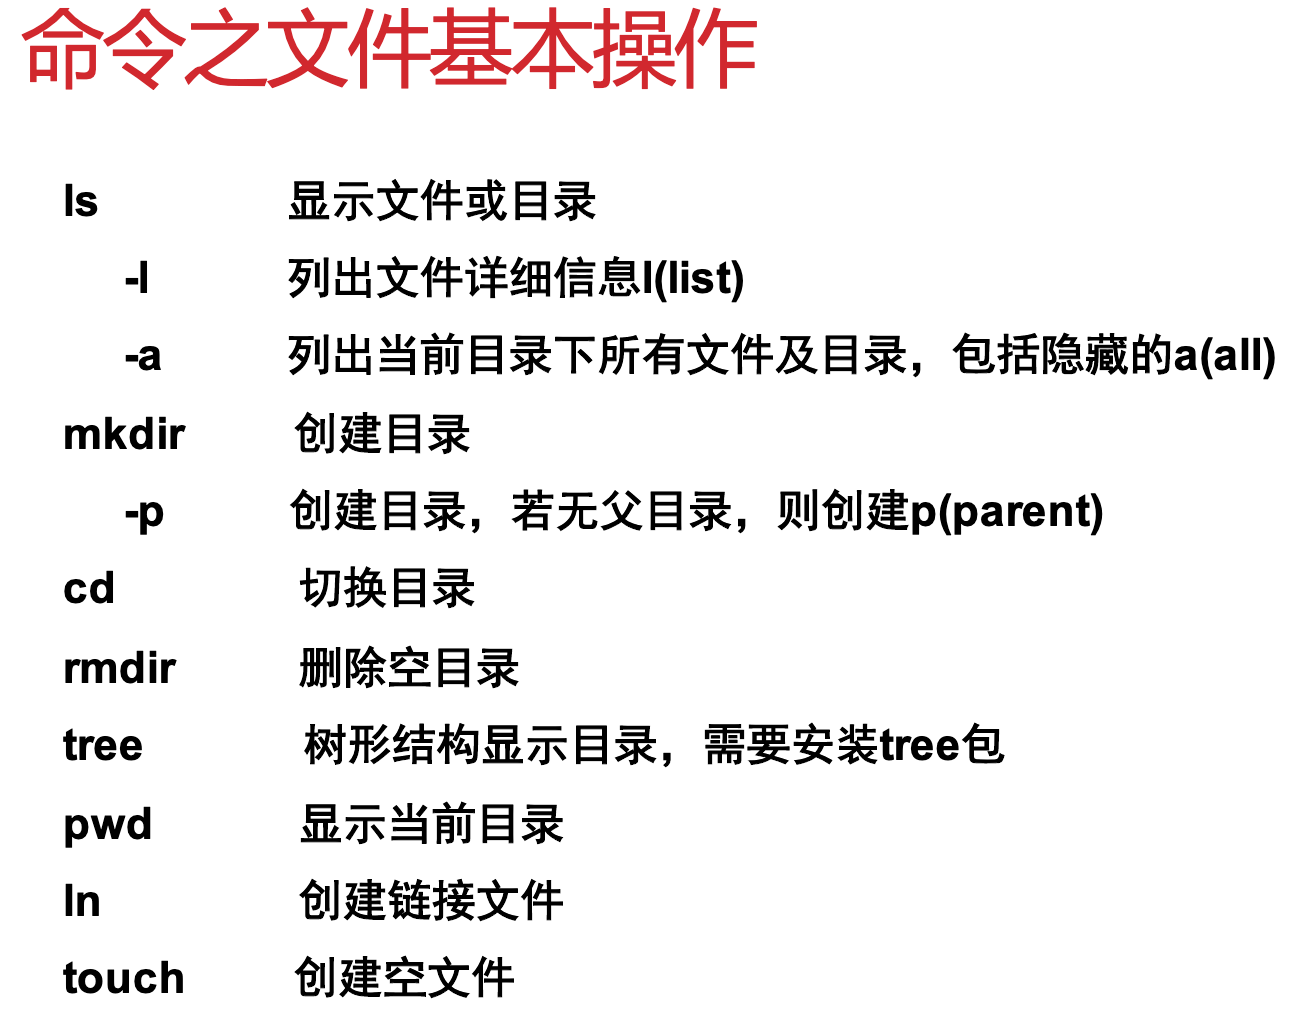 命令之文件基本操作
ls 显示文件或目录
-l 列出文件详细信息l(list)
-a 列出当前目录下所有文件及目录，包括隐藏的a(all)
mkdir 创建目录
-p 创建目录，若无父目录，则创建p(parent)
cd 切换目录
rmdir 删除空目录
tree 树形结构显示目录，需要安装tree包
pwd 显示当前目录
ln 创建链接文件
touch 创建空文件